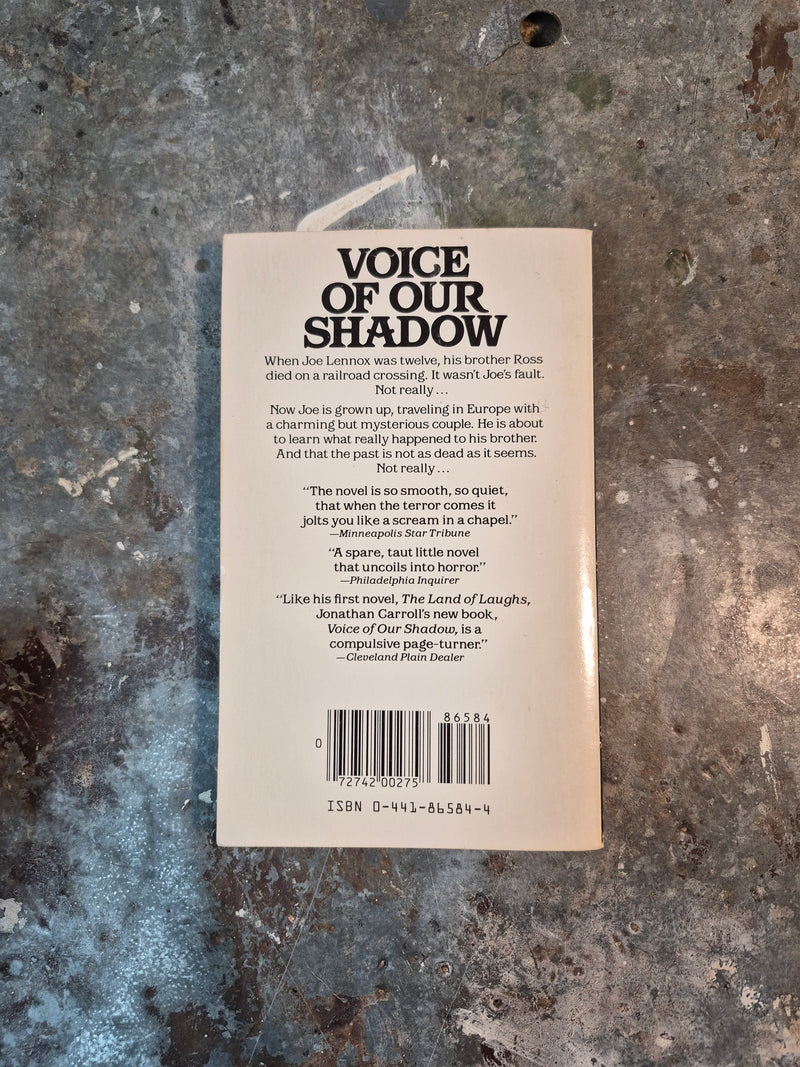 VOICE
OF OUR
SHADOW
When Joe Lennox was twelve, his brother Ross
died on a railroad crossing. It wasn't Joe's fault.
Not really...
Now Joe is grown up, traveling in Europe with
a charming but mysterious couple. He is about
to learn what really happened to his brother.
And that the past is not as dead as it seems.
Not really...
"The novel is so smooth, so quiet,
that when the terror comes it
jolts you like a scream in a chapel."
—Minneapolis Star Tribune
"A spare, taut little novel
that uncoils into horror."
—Philadelphia Inquirer
"Like his first novel, The Land of Laughs,
Jonathan Carroll's new book,
Voice of Our Shadow, is a
compulsive page-turner."
—Cleveland Plain Dealer
86584
0
72742 00275
ISBN 0-441-86584-4